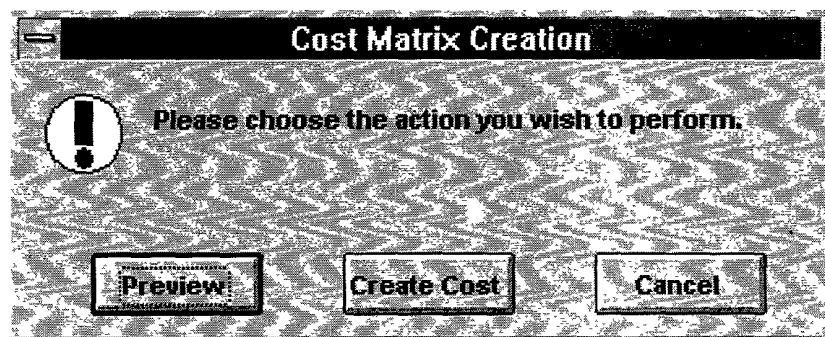 Cost Matrix Creation
Please choose the action you wish to perform.
Preview Create Cost Cancel